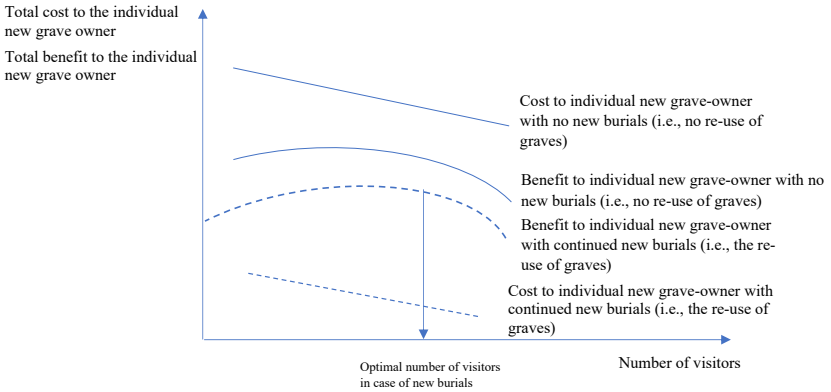 Total cost to the individual
new grave owner
Total benefit to the individual
new grave owner
Cost to individual new grave-owner
with no new burials (i.e., no re-use of
graves)
Benefit to individual new grave-owner with no
new burials (i.e., no re-use of graves)
Benefit to individual new grave-owner
with continued new burials (i.e., the re-
use of graves)
Cost to individual new grave-owner with
continued new burials (i.e., the re-use of
graves)
Number of visitors
Optimal number of visitors
in case of new burials